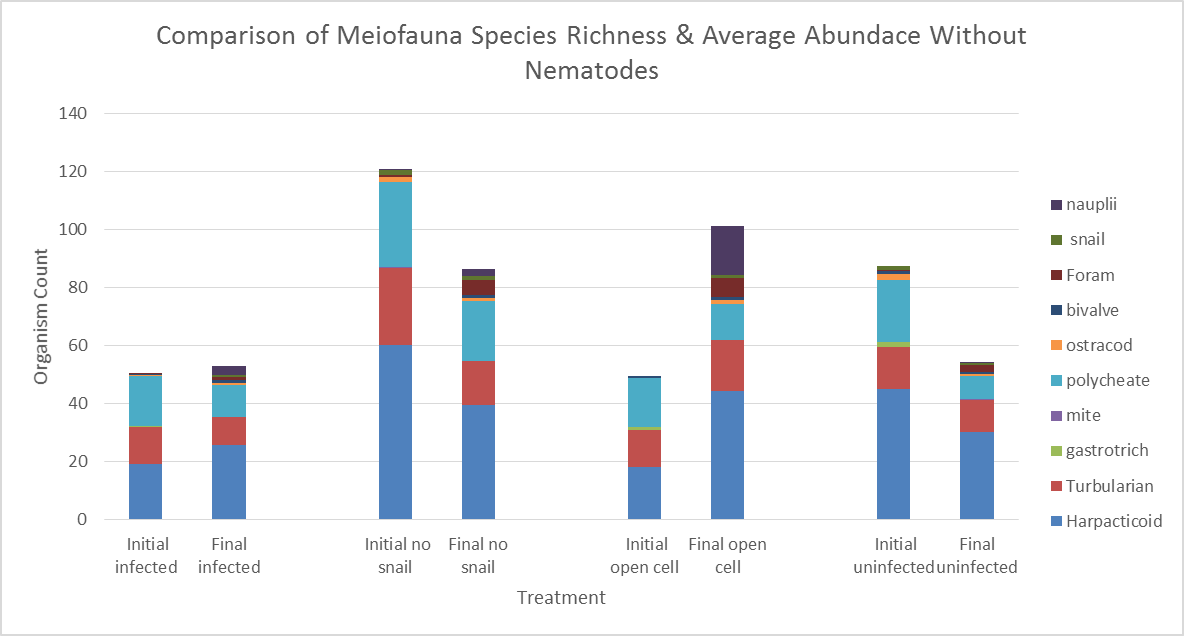 Comparison of Meiofauna Species Richness & Average Abundace Without
Nematodes
140
120
100
80
60
40
20
0
Organism Count
Initial infected
Final infected
Initial no snail
Final no snail
Initial open cell
Final open cell
Initial uninfected
Final uninfected
Treatment
nauplii
snail
Foram
bivalve
ostracod
polycheate
mite
gastrotrich
Turbularian
Harpacticoid